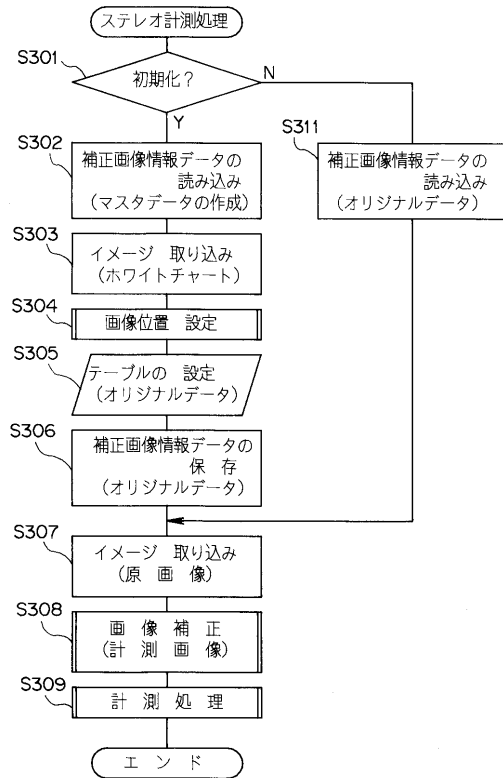 ステレオ計測処理
S301
初期化？
N
Y
S302
補正画像情報データの
読み込み
(マスタデータの作成)
S311
補正画像情報データの
読み込み
(オリジナルデータ)
S303
イメージ 取り込み
(ホワイトチャート)
S304
画像位置 設定
S305
テーブルの 設定
(オリジナルデータ)
S306
補正画像情報データの
保 存
(オリジナルデータ)
S307
イメージ 取り込み
(原 画 像)
S308
画 像 補 正
(計 測 画 像)
S309
計 測 処 理
エ ン ド